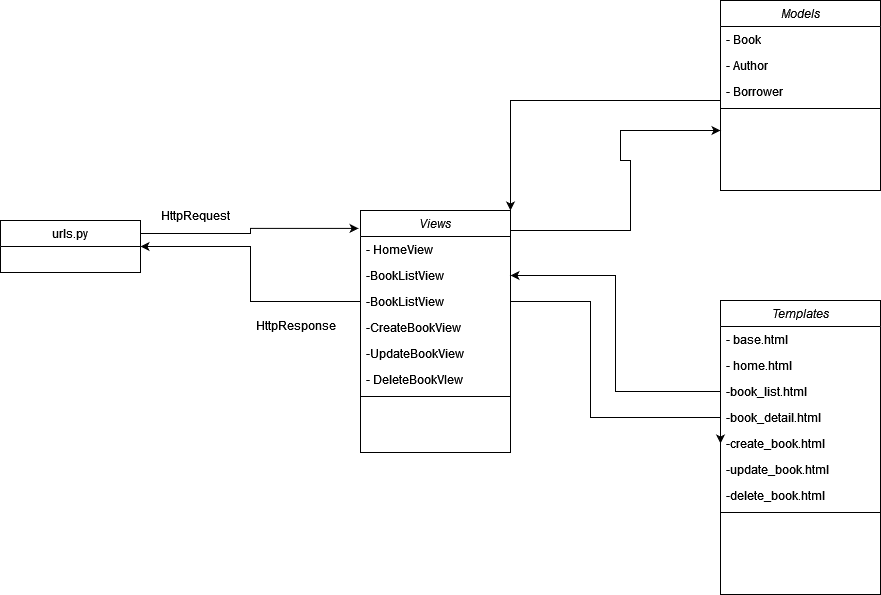 Models
- Book
- Author
- Borrower
HttpRequest
urls.py
HttpResponse
Views
- HomeView
-BookListView
-BookListView
-CreateBookView
-UpdateBookView
- DeleteBookVIew
Templates
- base.html
- home.html
-book_list.html
-book_detail.html
-create_book.html
-update_book.html
-delete_book.html